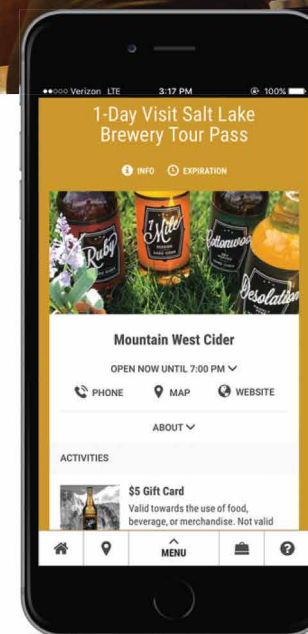 Verizon LTE 3:17 PM 100%
1-Day Visit Salt Lake
Brewery Tour Pass
INFO EXPIRATION
Ruby
1 Mile
Cottonwood
Desolation
Mountain West Cider
OPEN NOW UNTIL 7:00 PM
PHONE MAP WEBSITE
ABOUT
ACTIVITIES
$5 Gift Card
Valid towards the use of food,
beverage, or merchandise. Not valid
MENU